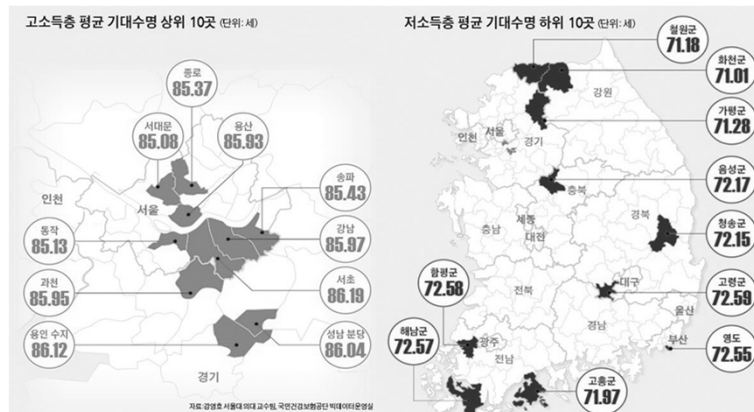 고소득층 평균 기대수명 상위 10곳 (단위: 세)
종로
85.37
서대문
85.08
용산
85.93
송파
85.43
인천
서울
동작
85.13
강남
85.97
과천
85.95
서초
86.19
용인 수지
86.12
성남 분당
86.04
경기
자료: 강영호 서울대 의대 교수팀, 국민건강보험공단 빅데이터운영실
저소득층 평균 기대수명 하위 10곳 (단위: 세)
철원군
71.18
화천군
71.01
강원
가평군
71.28
인천
서울
경기
음성군
72.17
충북
경북
청송군
72.15
충남
세종
대전
함평군
72.58
전북
대구
고령군
72.59
울산
해남군
72.57
광주
전남
경남
부산
영도
72.55
고흥군
71.97